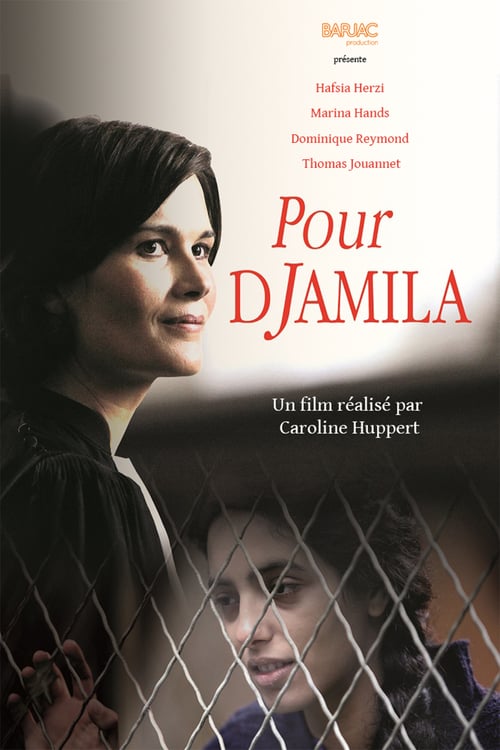 BARJAC
production
présente
Hafsia Herzi
Marina Hands
Dominique Reymond
Thomas Jouannet
Pour
DJAMILA
Un film réalisé par
Caroline Huppert